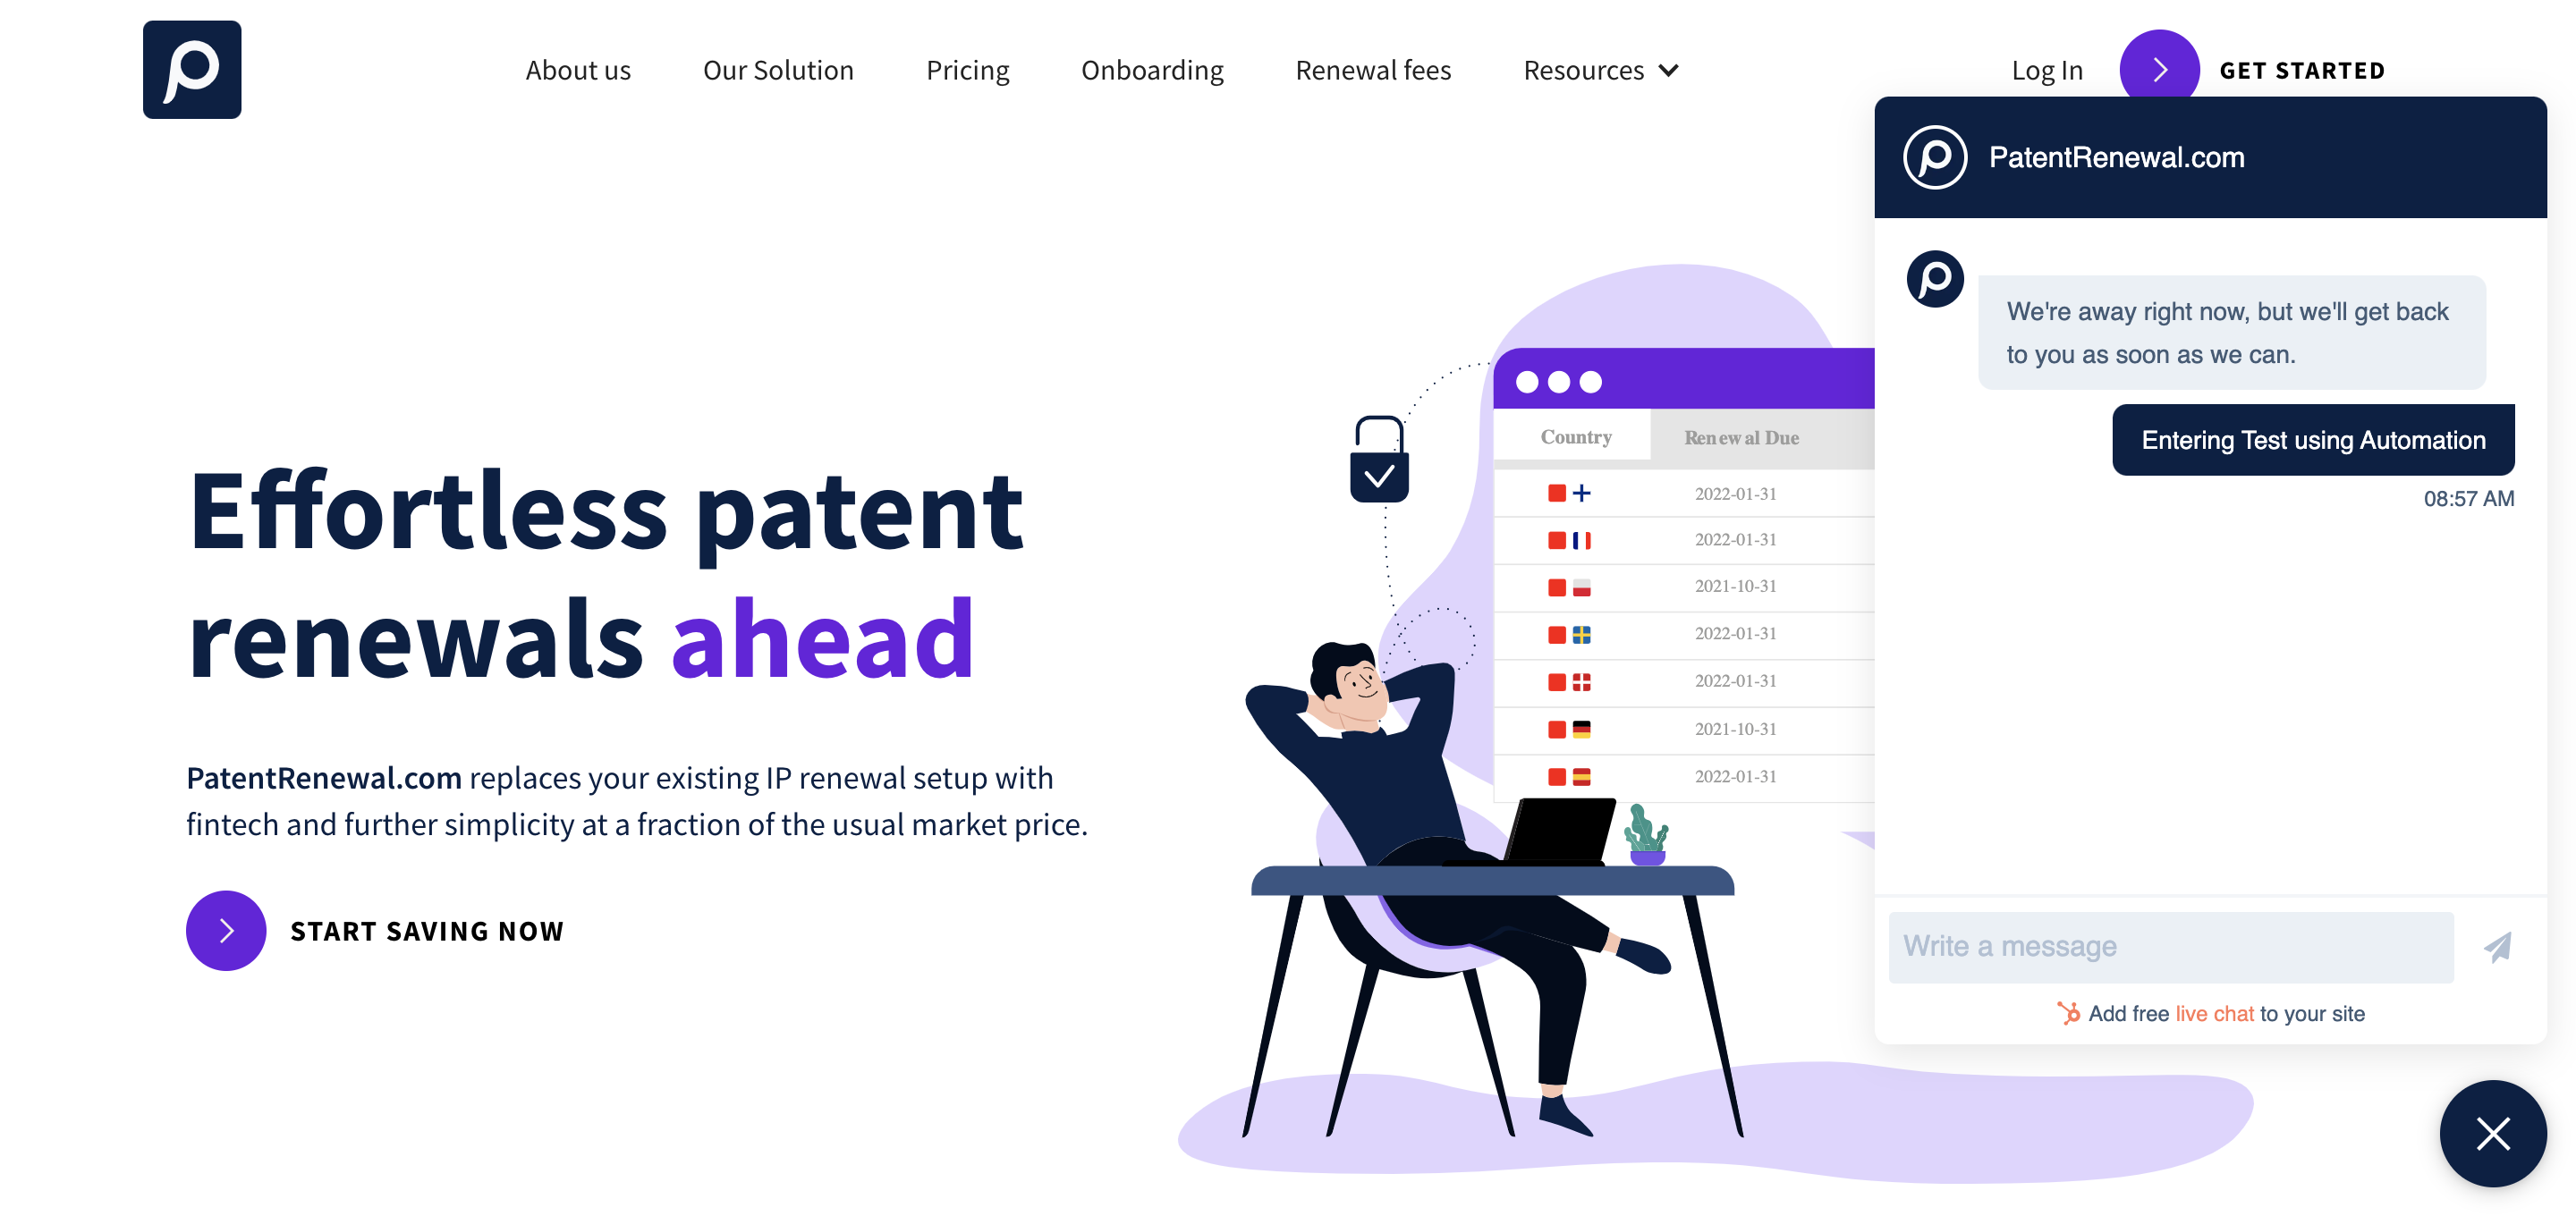 About us
Our Solution
Pricing
Onboarding
Renewal fees
Resources
Log In
GET STARTED
Effortless patent
renewals ahead
PatentRenewal.com replaces your existing IP renewal setup with
fintech and further simplicity at a fraction of the usual market price.
START SAVING NOW
Country
Renewal Due
2022-01-31
2022-01-31
2021-10-31
2022-01-31
2022-01-31
2021-10-31
2022-01-31
PatentRenewal.com
We're away right now, but we'll get back
to you as soon as we can.
Entering Test using Automation
08:57 AM
Write a message
Add free live chat to your site